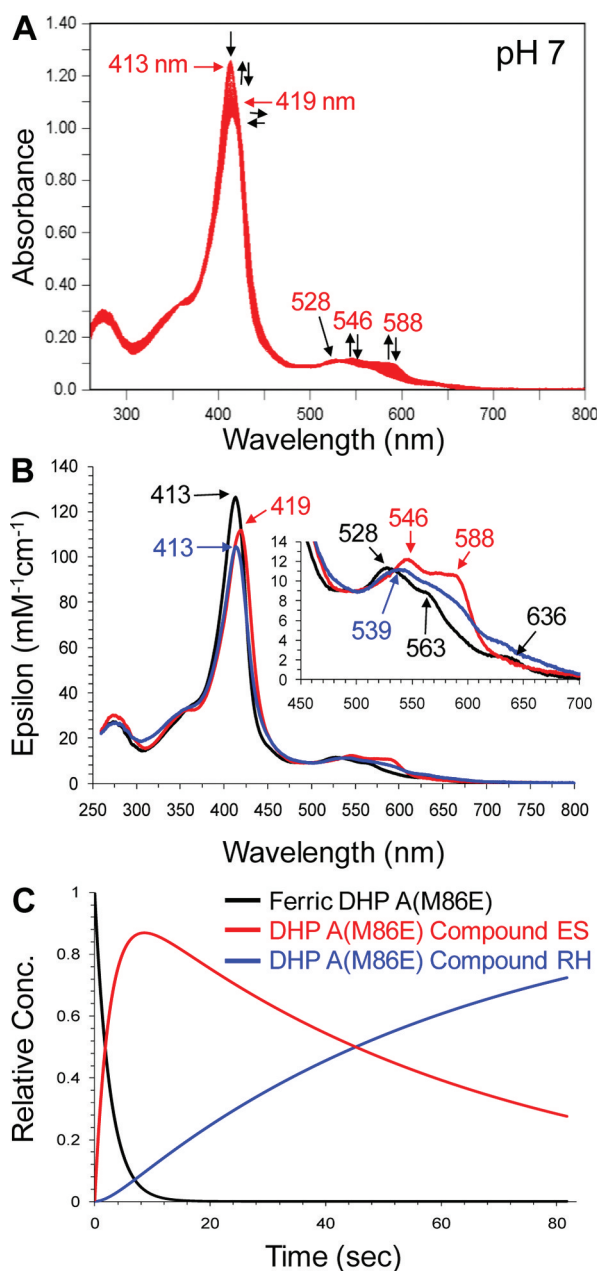 A
pH 7
413 nm
419 nm
528
546
588
Absorbance
1.40
1.20
1.00
0.80
0.60
0.40
0.20
0.0
300 400 500 600 700 800
Wavelength (nm)
B
413
419
413
546
588
528
539
563
636
14
12
10
8
6
4
2
0
450 500 550 600 650 700
Epsilon (mM⁻¹cm⁻¹)
140
120
100
80
60
40
20
0
250 300 350 400 450 500 550 600 650 700 750 800
Wavelength (nm)
C
Ferric DHP A(M86E)
DHP A(M86E) Compound ES
DHP A(M86E) Compound RH
Relative Conc.
1
0.8
0.6
0.4
0.2
0
0 20 40 60 80
Time (sec)